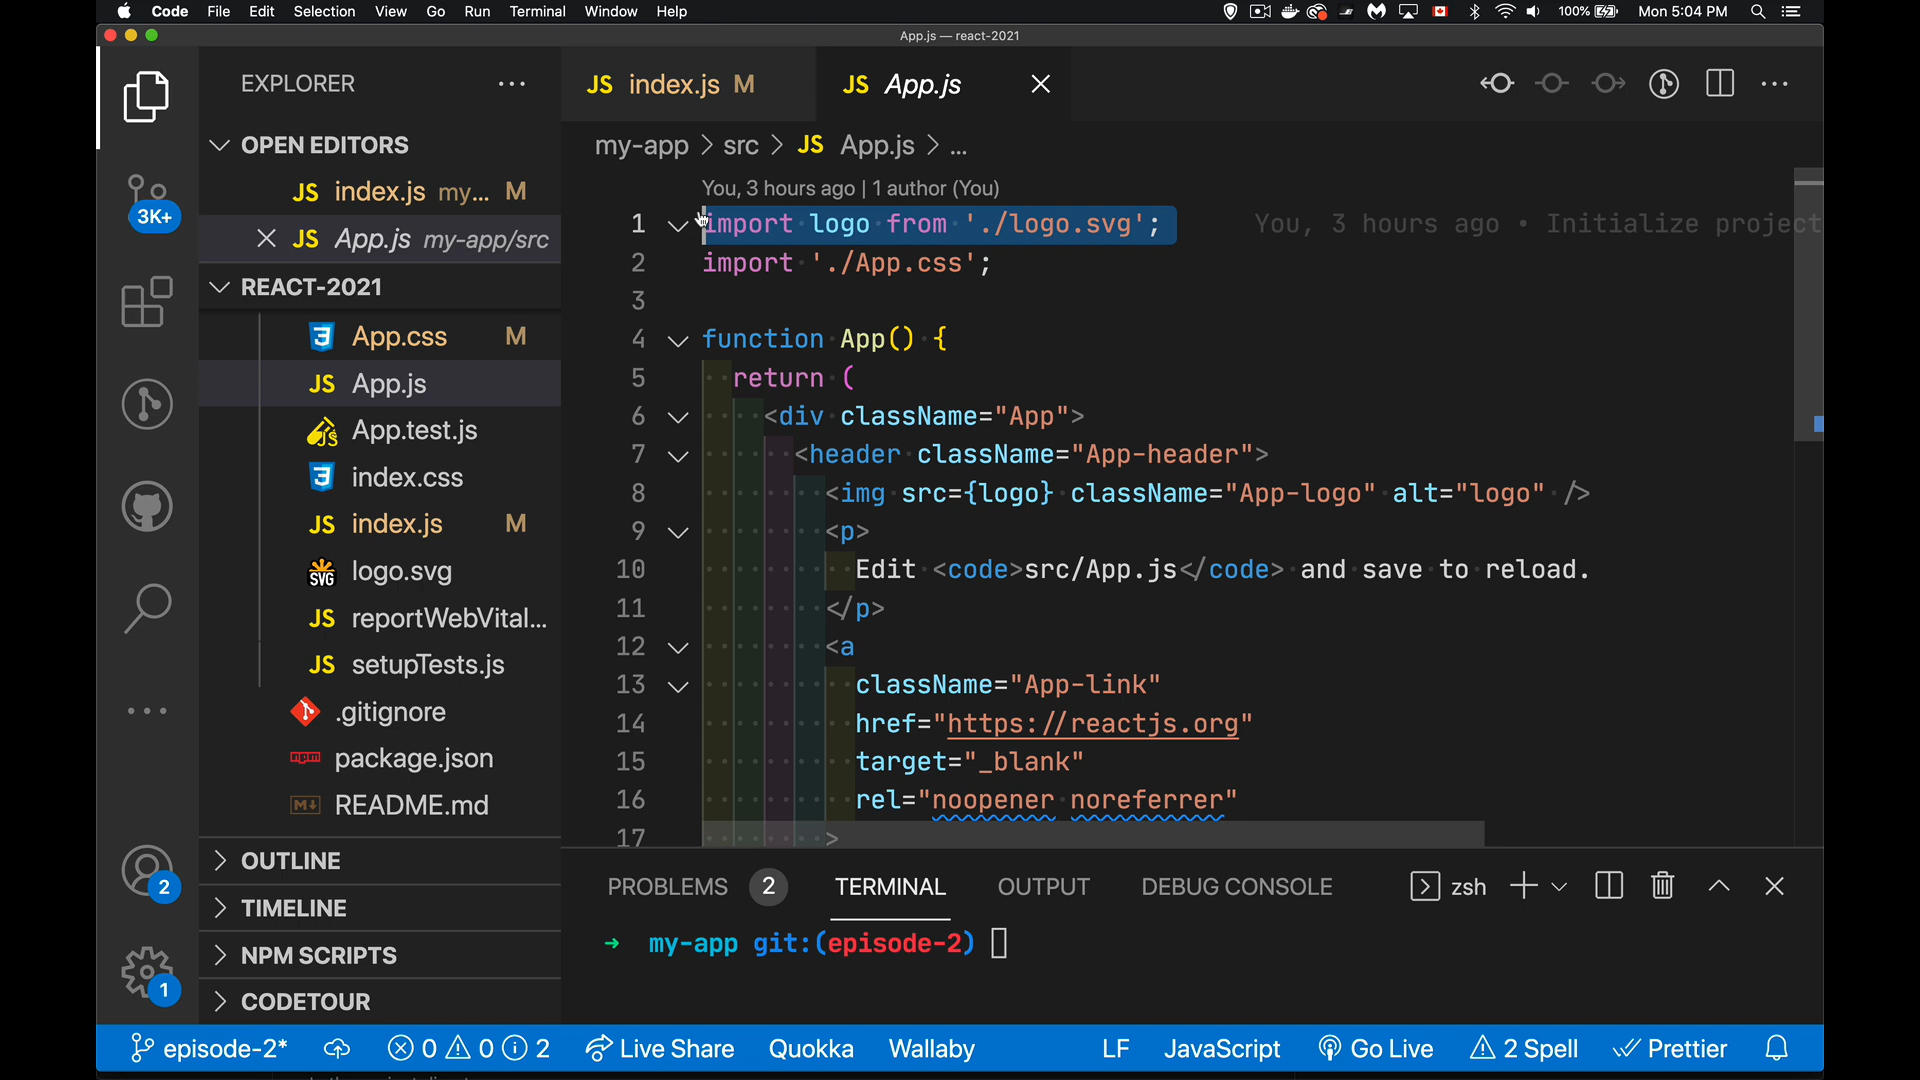 Code File Edit Selection View Go Run Terminal Window Help 100% Mon 5:04 PM
App.js — react-2021
EXPLORER
OPEN EDITORS
JS index.js my... M
JS App.js my-app/src
REACT-2021
App.css M
JS App.js
App.test.js
index.css
JS index.js M
SVG logo.svg
JS reportWebVital...
JS setupTests.js
.gitignore
npm package.json
README.md
OUTLINE
TIMELINE
NPM SCRIPTS
CODETOUR
3K+
2
1
JS index.js M JS App.js
my-app > src > JS App.js > ...
You, 3 hours ago | 1 author (You)
1 import logo from './logo.svg'; You, 3 hours ago • Initialize project
2 import './App.css';
3
4 function App() {
5 return (
6 <div className="App">
7 <header className="App-header">
8 <img src={logo} className="App-logo" alt="logo" />
9 <p>
10 Edit <code>src/App.js</code> and save to reload.
11 </p>
12 <a
13 className="App-link"
14 href="https://reactjs.org"
15 target="_blank"
16 rel="noopener noreferrer"
17 >
PROBLEMS 2 TERMINAL OUTPUT DEBUG CONSOLE zsh
→ my-app git:(episode-2)
episode-2* 0 0 2 Live Share Quokka Wallaby LF JavaScript Go Live 2 Spell Prettier